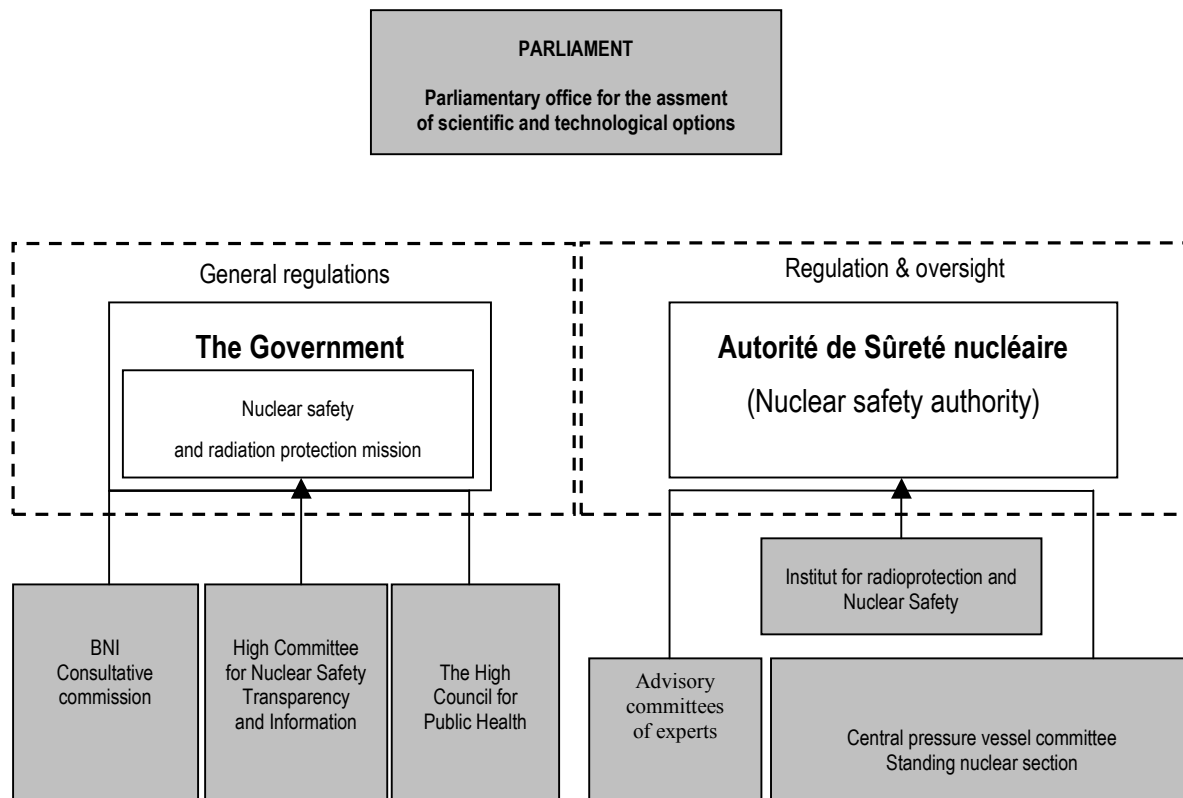 PARLIAMENT
Parliamentary office for the assment
of scientific and technological options
General regulations
The Government
Nuclear safety
and radiation protection mission
Regulation & oversight
Autorité de Sûreté nucléaire
(Nuclear safety authority)
BNI
Consultative
commission
High Committee
for Nuclear Safety
Transparency
and Information
The High
Council for
Public Health
Institut for radioprotection and
Nuclear Safety
Advisory
committees
of experts
Central pressure vessel committee
Standing nuclear section